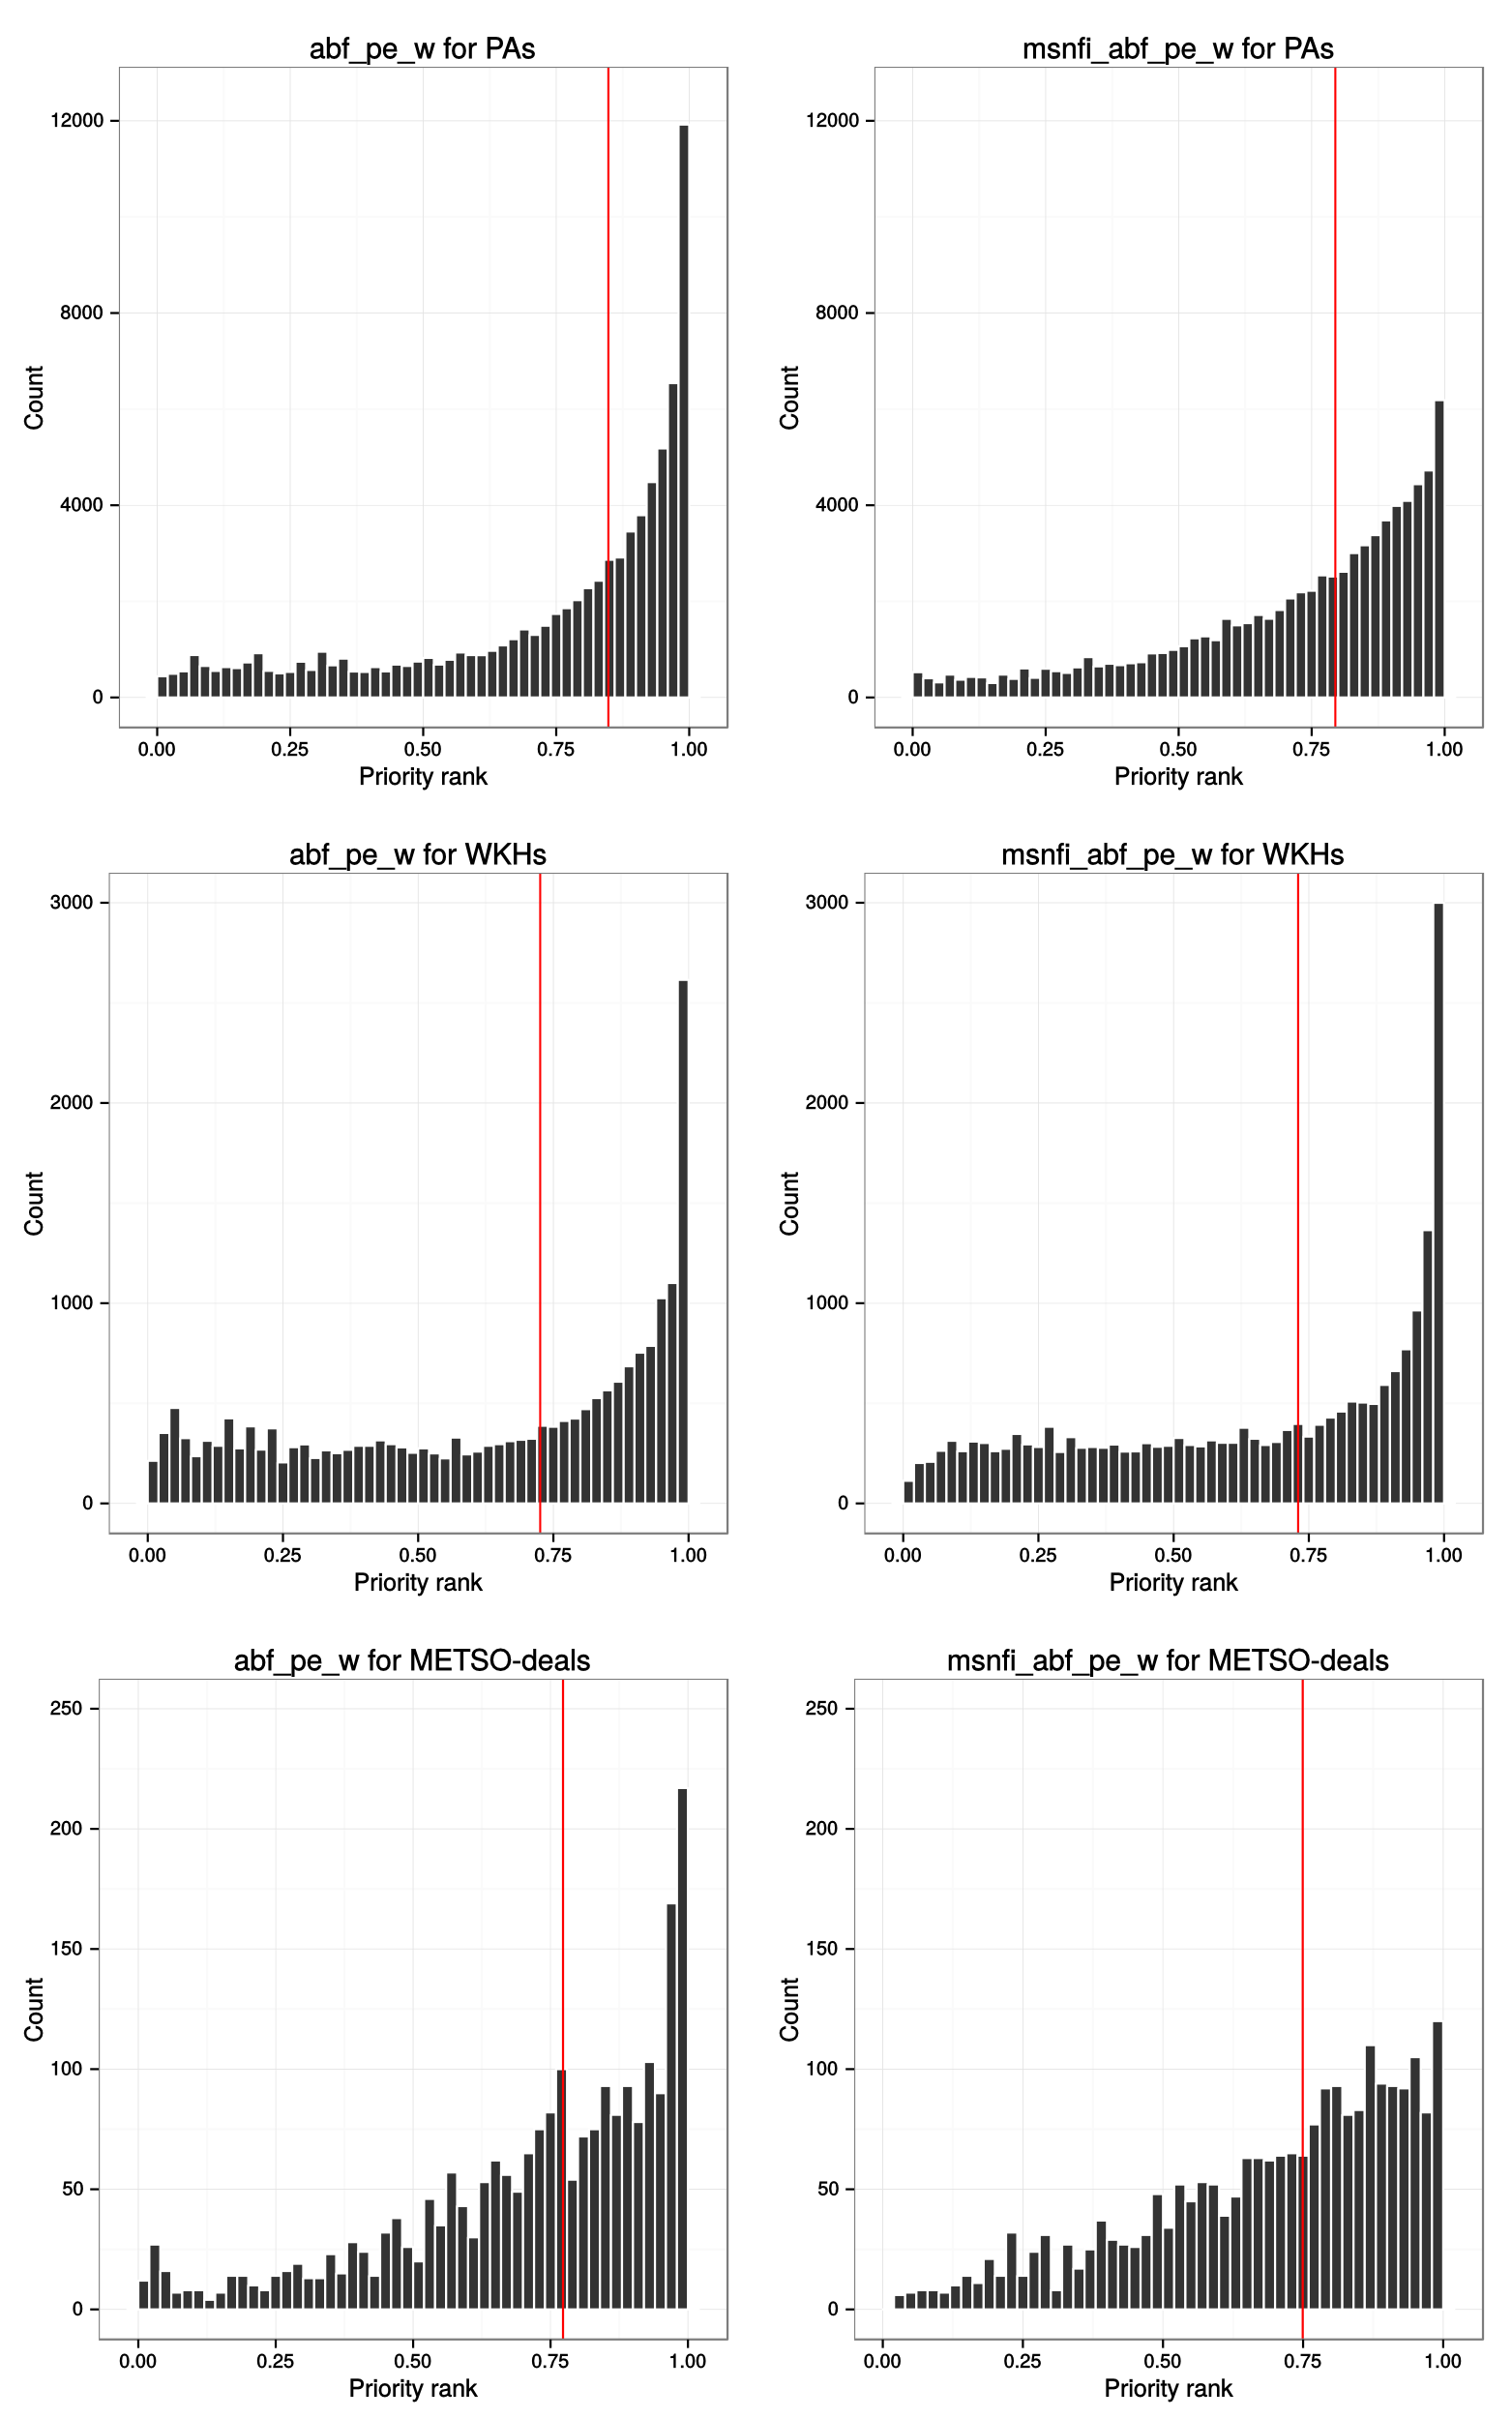 abf_pe_w for PAs
12000
8000
4000
0
Count
0.00 0.25 0.50 0.75 1.00
Priority rank
msnfi_abf_pe_w for PAs
12000
8000
4000
0
Count
0.00 0.25 0.50 0.75 1.00
Priority rank
abf_pe_w for WKHs
3000
2000
1000
0
Count
0.00 0.25 0.50 0.75 1.00
Priority rank
msnfi_abf_pe_w for WKHs
3000
2000
1000
0
Count
0.00 0.25 0.50 0.75 1.00
Priority rank
abf_pe_w for METSO-deals
250
200
150
100
50
0
Count
0.00 0.25 0.50 0.75 1.00
Priority rank
msnfi_abf_pe_w for METSO-deals
250
200
150
100
50
0
Count
0.00 0.25 0.50 0.75 1.00
Priority rank